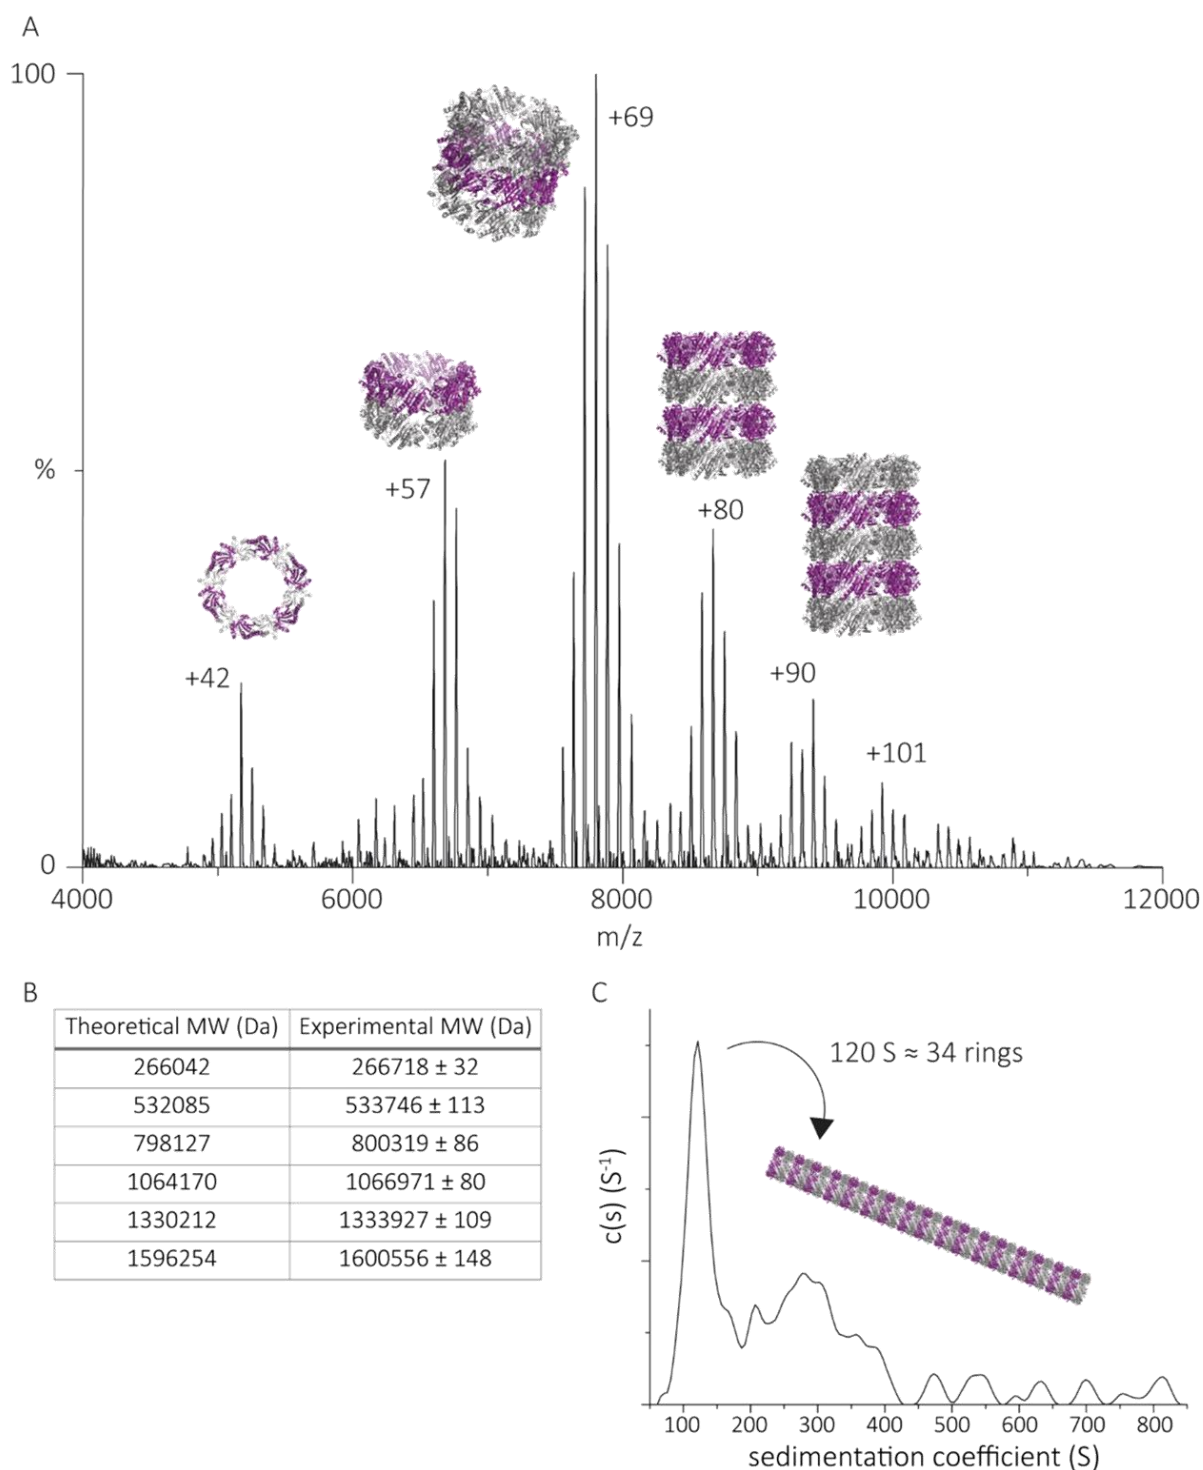 A
100
+69
+57
+80
%
+42
+90
+101
0
4000 6000 8000 10000 12000
m/z
B
Theoretical MW (Da) Experimental MW (Da)
266042 266718 ± 32
532085 533746 ± 113
798127 800319 ± 86
1064170 1066971 ± 80
1330212 1333927 ± 109
1596254 1600556 ± 148
C
120 S ≈ 34 rings
c(s) (S⁻¹)
100 200 300 400 500 600 700 800
sedimentation coefficient (S)